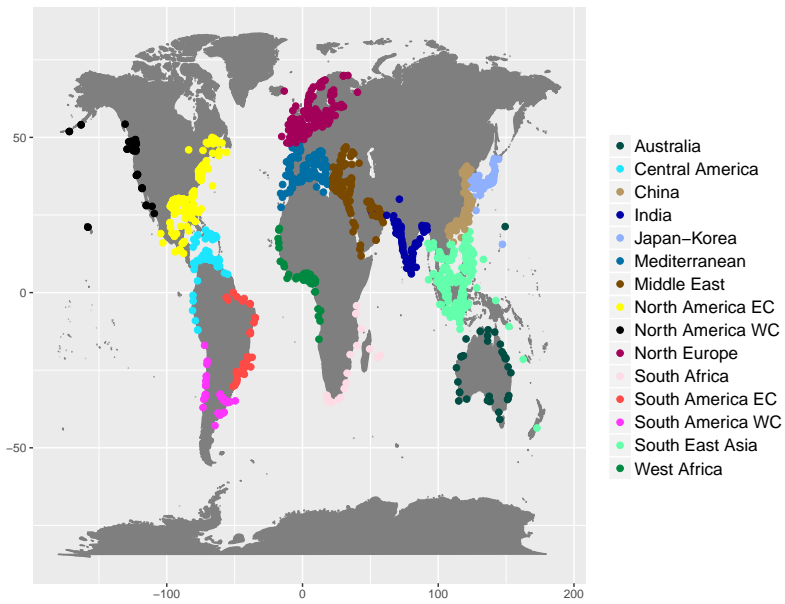 50
0
−50
−100
0
100
200
Australia
Central America
China
India
Japan−Korea
Mediterranean
Middle East
North America EC
North America WC
North Europe
South Africa
South America EC
South America WC
South East Asia
West Africa